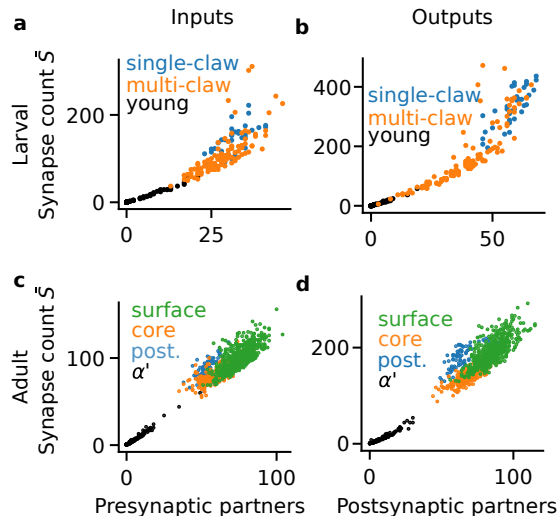 Inputs
Outputs
a
b
single-claw
multi-claw
young
200
0
0
25
Larval
Synapse count S̄
single-claw
multi-claw
young
400
200
0
0
50
c
d
surface
core
post.
α'
100
0
0
100
Adult
Synapse count S̄
Presynaptic partners
surface
core
post.
α'
200
0
0
100
Postsynaptic partners